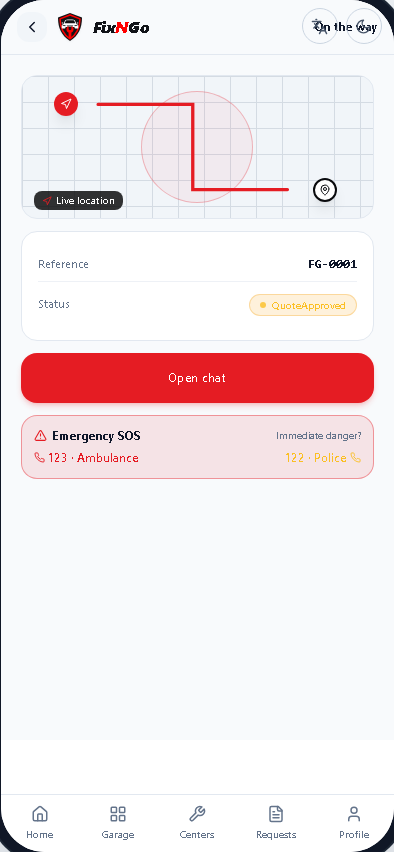 FixNGo
On the way
Live location
Reference
FG-0001
Status
QuoteApproved
Open chat
Emergency SOS
Immediate danger?
123 · Ambulance
122 · Police
Home
Garage
Centers
Requests
Profile